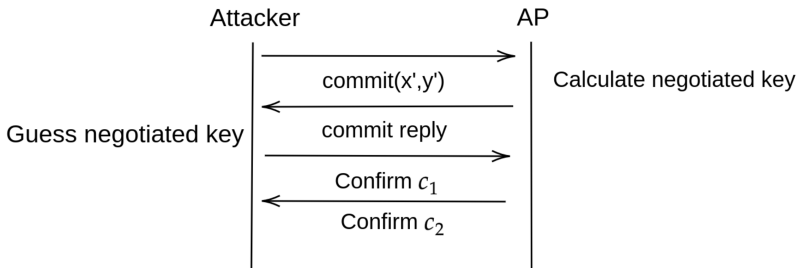 Attacker
AP
commit(x',y')
Calculate negotiated key
Guess negotiated key
commit reply
Confirm c₁
Confirm c₂